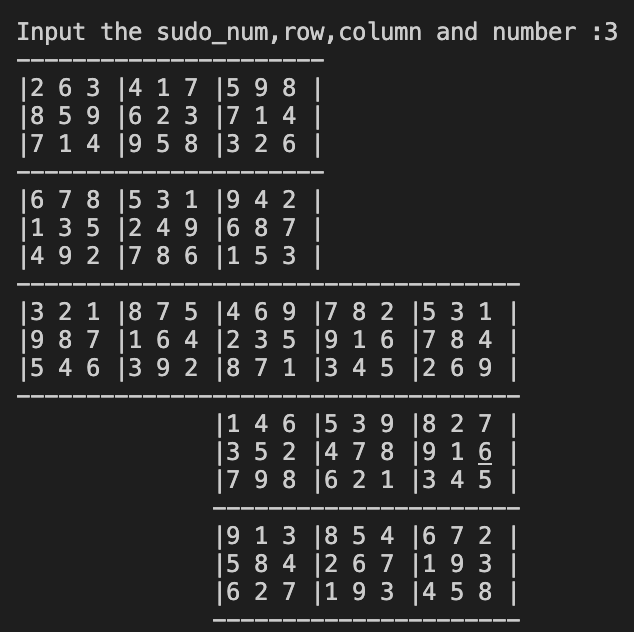 Input the sudo_num,row,column and number :3
----------------------
|2 6 3 |4 1 7 |5 9 8 |
|8 5 9 |6 2 3 |7 1 4 |
|7 1 4 |9 5 8 |3 2 6 |
----------------------
|6 7 8 |5 3 1 |9 4 2 |
|1 3 5 |2 4 9 |6 8 7 |
|4 9 2 |7 8 6 |1 5 3 |
------------------------------------
|3 2 1 |8 7 5 |4 6 9 |7 8 2 |5 3 1 |
|9 8 7 |1 6 4 |2 3 5 |9 1 6 |7 8 4 |
|5 4 6 |3 9 2 |8 7 1 |3 4 5 |2 6 9 |
------------------------------------
              |1 4 6 |5 3 9 |8 2 7 |
              |3 5 2 |4 7 8 |9 1 6 |
              |7 9 8 |6 2 1 |3 4 5 |
              ----------------------
              |9 1 3 |8 5 4 |6 7 2 |
              |5 8 4 |2 6 7 |1 9 3 |
              |6 2 7 |1 9 3 |4 5 8 |
              ----------------------